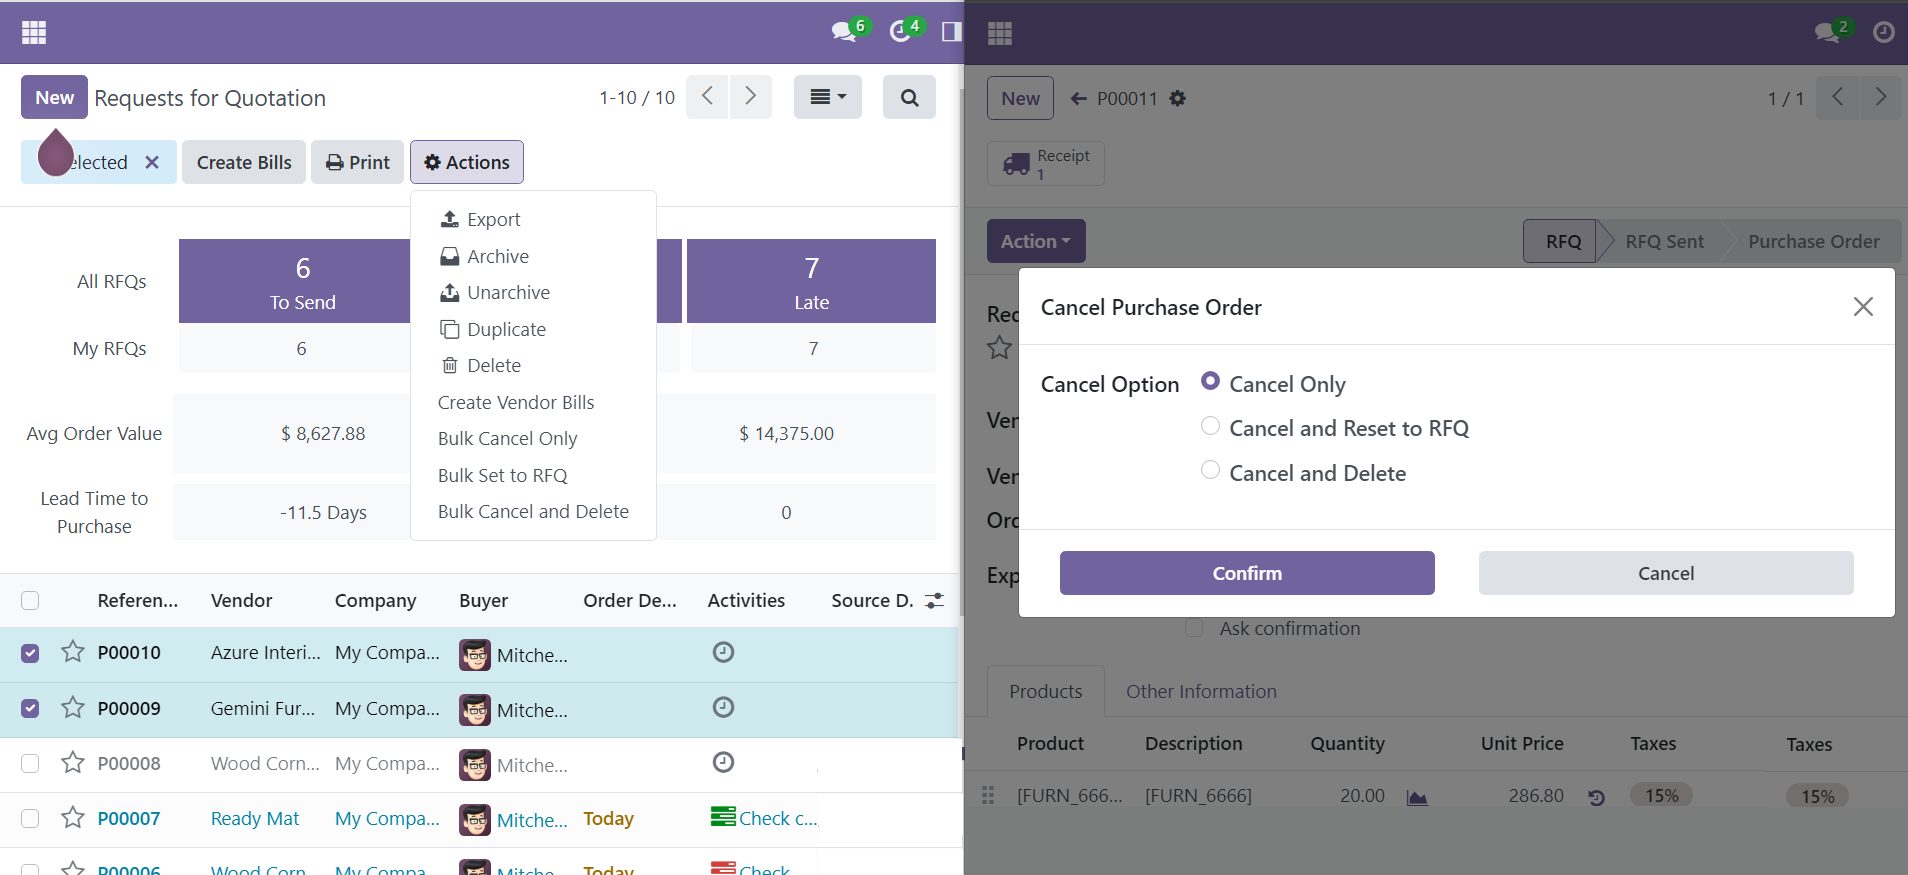 6
4
New
Requests for Quotation
1-10 / 10
elected
Create Bills
Print
Actions
Export
Archive
Unarchive
Duplicate
Delete
Create Vendor Bills
Bulk Cancel Only
Bulk Set to RFQ
Bulk Cancel and Delete
All RFQs
6
To Send
7
Late
My RFQs
6
7
Avg Order Value
$ 8,627.88
$ 14,375.00
Lead Time to
Purchase
-11.5 Days
0
Referen... Vendor Company Buyer Order De... Activities Source D.
P00010 Azure Interi... My Compa... Mitche...
P00009 Gemini Fur... My Compa... Mitche...
P00008 Wood Corn... My Compa... Mitche...
P00007 Ready Mat My Compa... Mitche... Today Check c...
P00006 Wood Corn... My Compa... Mitche... Today Check
2
New
P00011
1 / 1
Receipt
1
Action
RFQ
RFQ Sent
Purchase Order
Cancel Purchase Order
Cancel Option
Cancel Only
Cancel and Reset to RFQ
Cancel and Delete
Confirm
Cancel
Ask confirmation
Products
Other Information
Product Description Quantity Unit Price Taxes Taxes
[FURN_666... [FURN_6666] 20.00 286.80 15% 15%